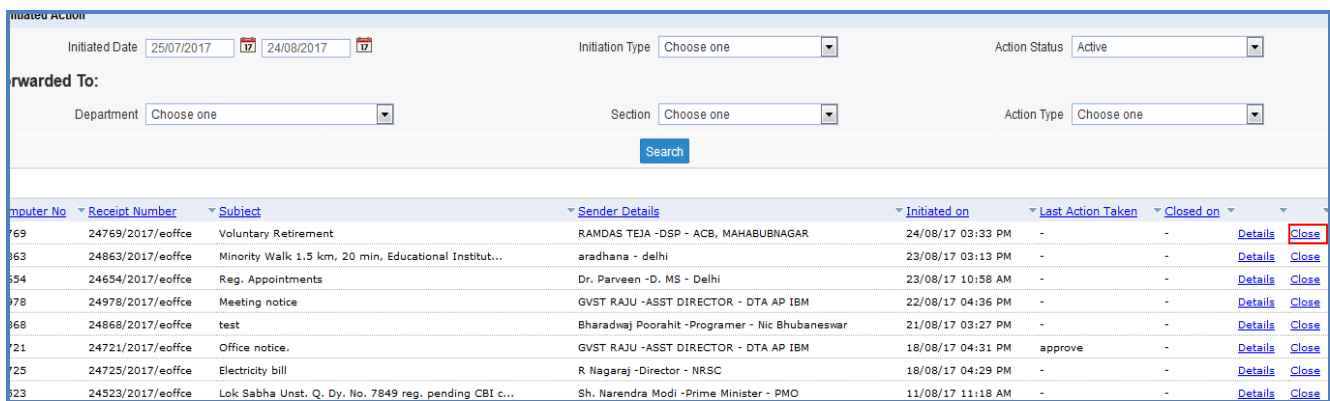 nitiated Action
Initiated Date 25/07/2017 17 24/08/2017 17 Initiation Type Choose one Action Status Active
rwarded To:
Department Choose one Section Choose one Action Type Choose one
Search
mputer No Receipt Number Subject Sender Details Initiated on Last Action Taken Closed on
769 24769/2017/eoffce Voluntary Retirement RAMDAS TEJA -DSP - ACB, MAHABUBNAGAR 24/08/17 03:33 PM - - Details Close
863 24863/2017/eoffce Minority Walk 1.5 km, 20 min, Educational Institut... aradhana - delhi 23/08/17 03:13 PM - - Details Close
654 24654/2017/eoffce Reg. Appointments Dr. Parveen -D. MS - Delhi 23/08/17 10:58 AM - - Details Close
978 24978/2017/eoffce Meeting notice GVST RAJU -ASST DIRECTOR - DTA AP IBM 22/08/17 04:36 PM - - Details Close
868 24868/2017/eoffce test Bharadwaj Poorahit -Programer - Nic Bhubaneswar 21/08/17 03:27 PM - - Details Close
721 24721/2017/eoffce Office notice. GVST RAJU -ASST DIRECTOR - DTA AP IBM 18/08/17 04:31 PM approve - Details Close
725 24725/2017/eoffce Electricity bill R Nagaraj -Director - NRSC 18/08/17 04:29 PM - - Details Close
523 24523/2017/eoffce Lok Sabha Unst. Q. Dy. No. 7849 reg. pending CBI c... Sh. Narendra Modi -Prime Minister - PMO 11/08/17 11:18 AM - - Details Close